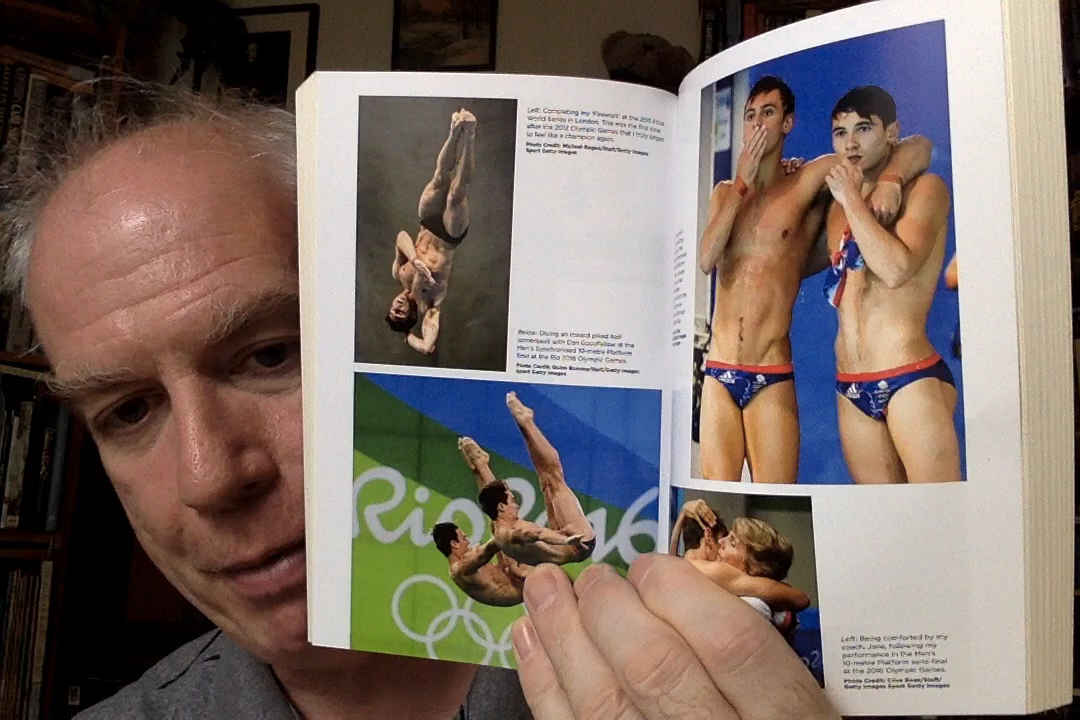 Left: Completing my 'Firework' at the 2015 FINA
World Series in London. This was the first time
after the 2012 Olympic Games that I truly began
to feel like a champion again.
Photo Credit: Michael Regan/Staff/Getty Images
Sport Getty Images
Below: Diving an inward piked half
somersault with Dan Goodfellow at the
Men's Synchronised 10-metre Platform
final at the Rio 2016 Olympic Games.
Photo Credit: Quinn Rooney/Staff/Getty Images
Sport Getty Images
Rio 2016
adidas
adidas
Left: Being comforted by my
coach, Jane, following my
performance in the Men's
10-metre Platform semi-final
at the 2016 Olympic Games.
Photo Credit: Clive Rose/Staff/
Getty Images Sport Getty Images